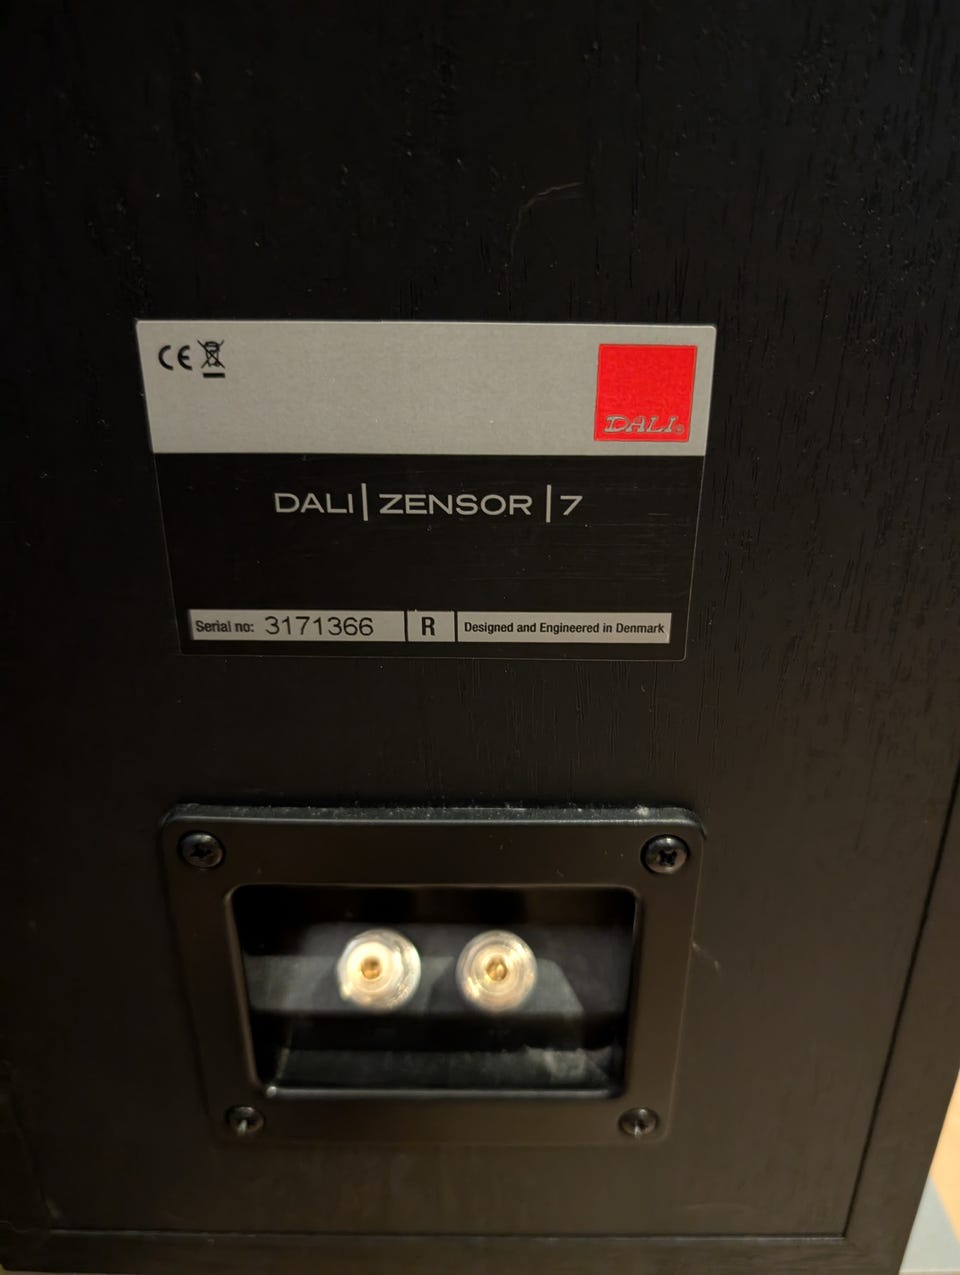 CE
DALI®
DALI|ZENSOR|7
Serial no: 3171366 R Designed and Engineered in Denmark